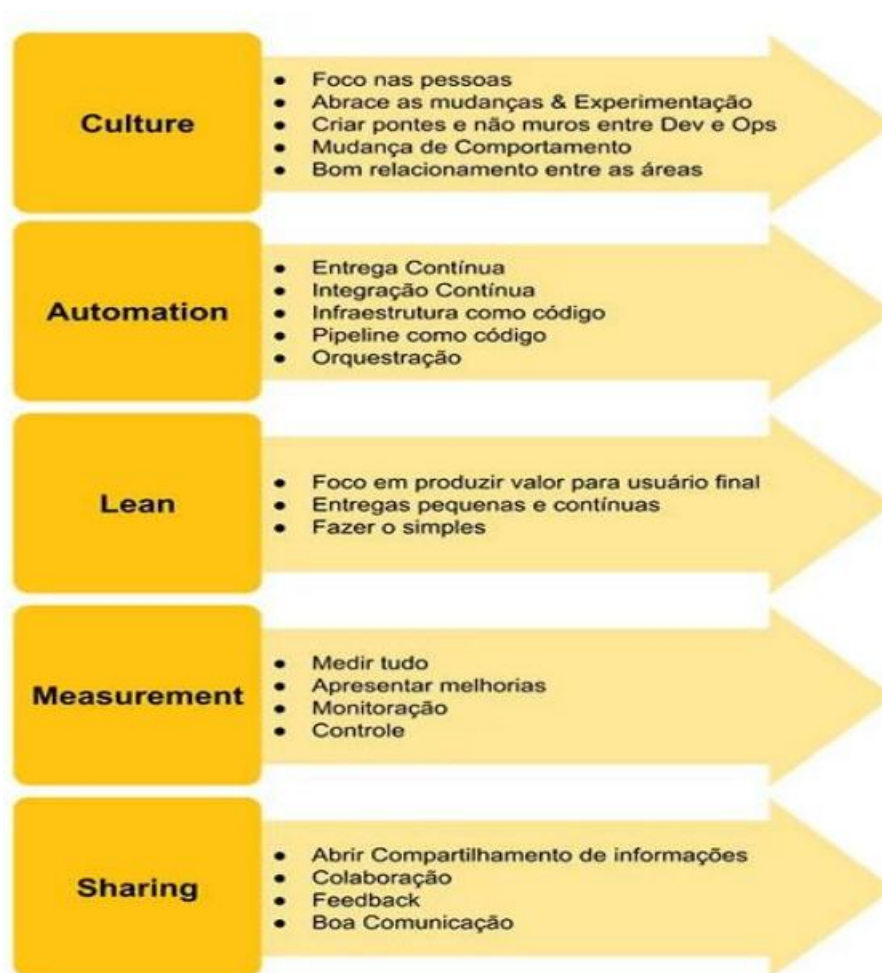 Culture
● Foco nas pessoas
● Abrace as mudanças & Experimentação
● Criar pontes e não muros entre Dev e Ops
● Mudança de Comportamento
● Bom relacionamento entre as áreas
Automation
● Entrega Contínua
● Integração Contínua
● Infraestrutura como código
● Pipeline como código
● Orquestração
Lean
● Foco em produzir valor para usuário final
● Entregas pequenas e contínuas
● Fazer o simples
Measurement
● Medir tudo
● Apresentar melhorias
● Monitoração
● Controle
Sharing
● Abrir Compartilhamento de informações
● Colaboração
● Feedback
● Boa Comunicação